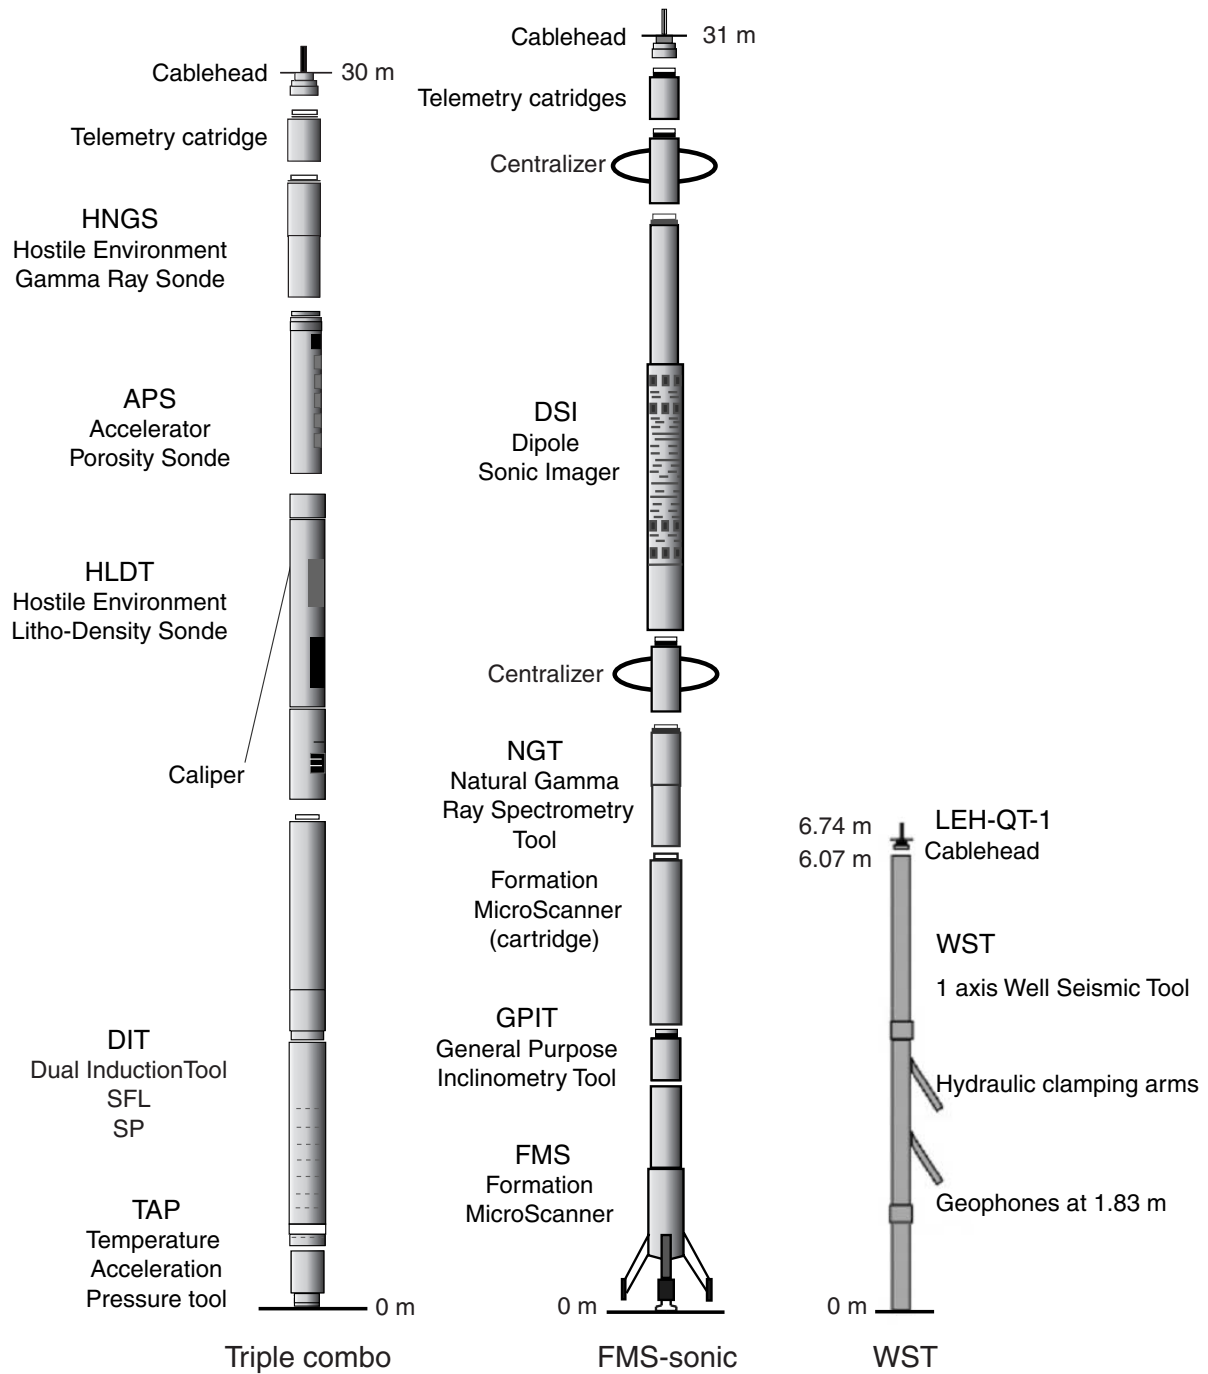 Cablehead
30 m
Telemetry catridge
HNGS
Hostile Environment
Gamma Ray Sonde
APS
Accelerator
Porosity Sonde
HLDT
Hostile Environment
Litho-Density Sonde
Caliper
DIT
Dual InductionTool
SFL
SP
TAP
Temperature
Acceleration
Pressure tool
0 m
Triple combo
Cablehead
31 m
Telemetry catridges
Centralizer
DSI
Dipole
Sonic Imager
Centralizer
NGT
Natural Gamma
Ray Spectrometry
Tool
Formation
MicroScanner
(cartridge)
GPIT
General Purpose
Inclinometry Tool
FMS
Formation
MicroScanner
0 m
FMS-sonic
6.74 m
LEH-QT-1
6.07 m
Cablehead
WST
1 axis Well Seismic Tool
Hydraulic clamping arms
Geophones at 1.83 m
0 m
WST